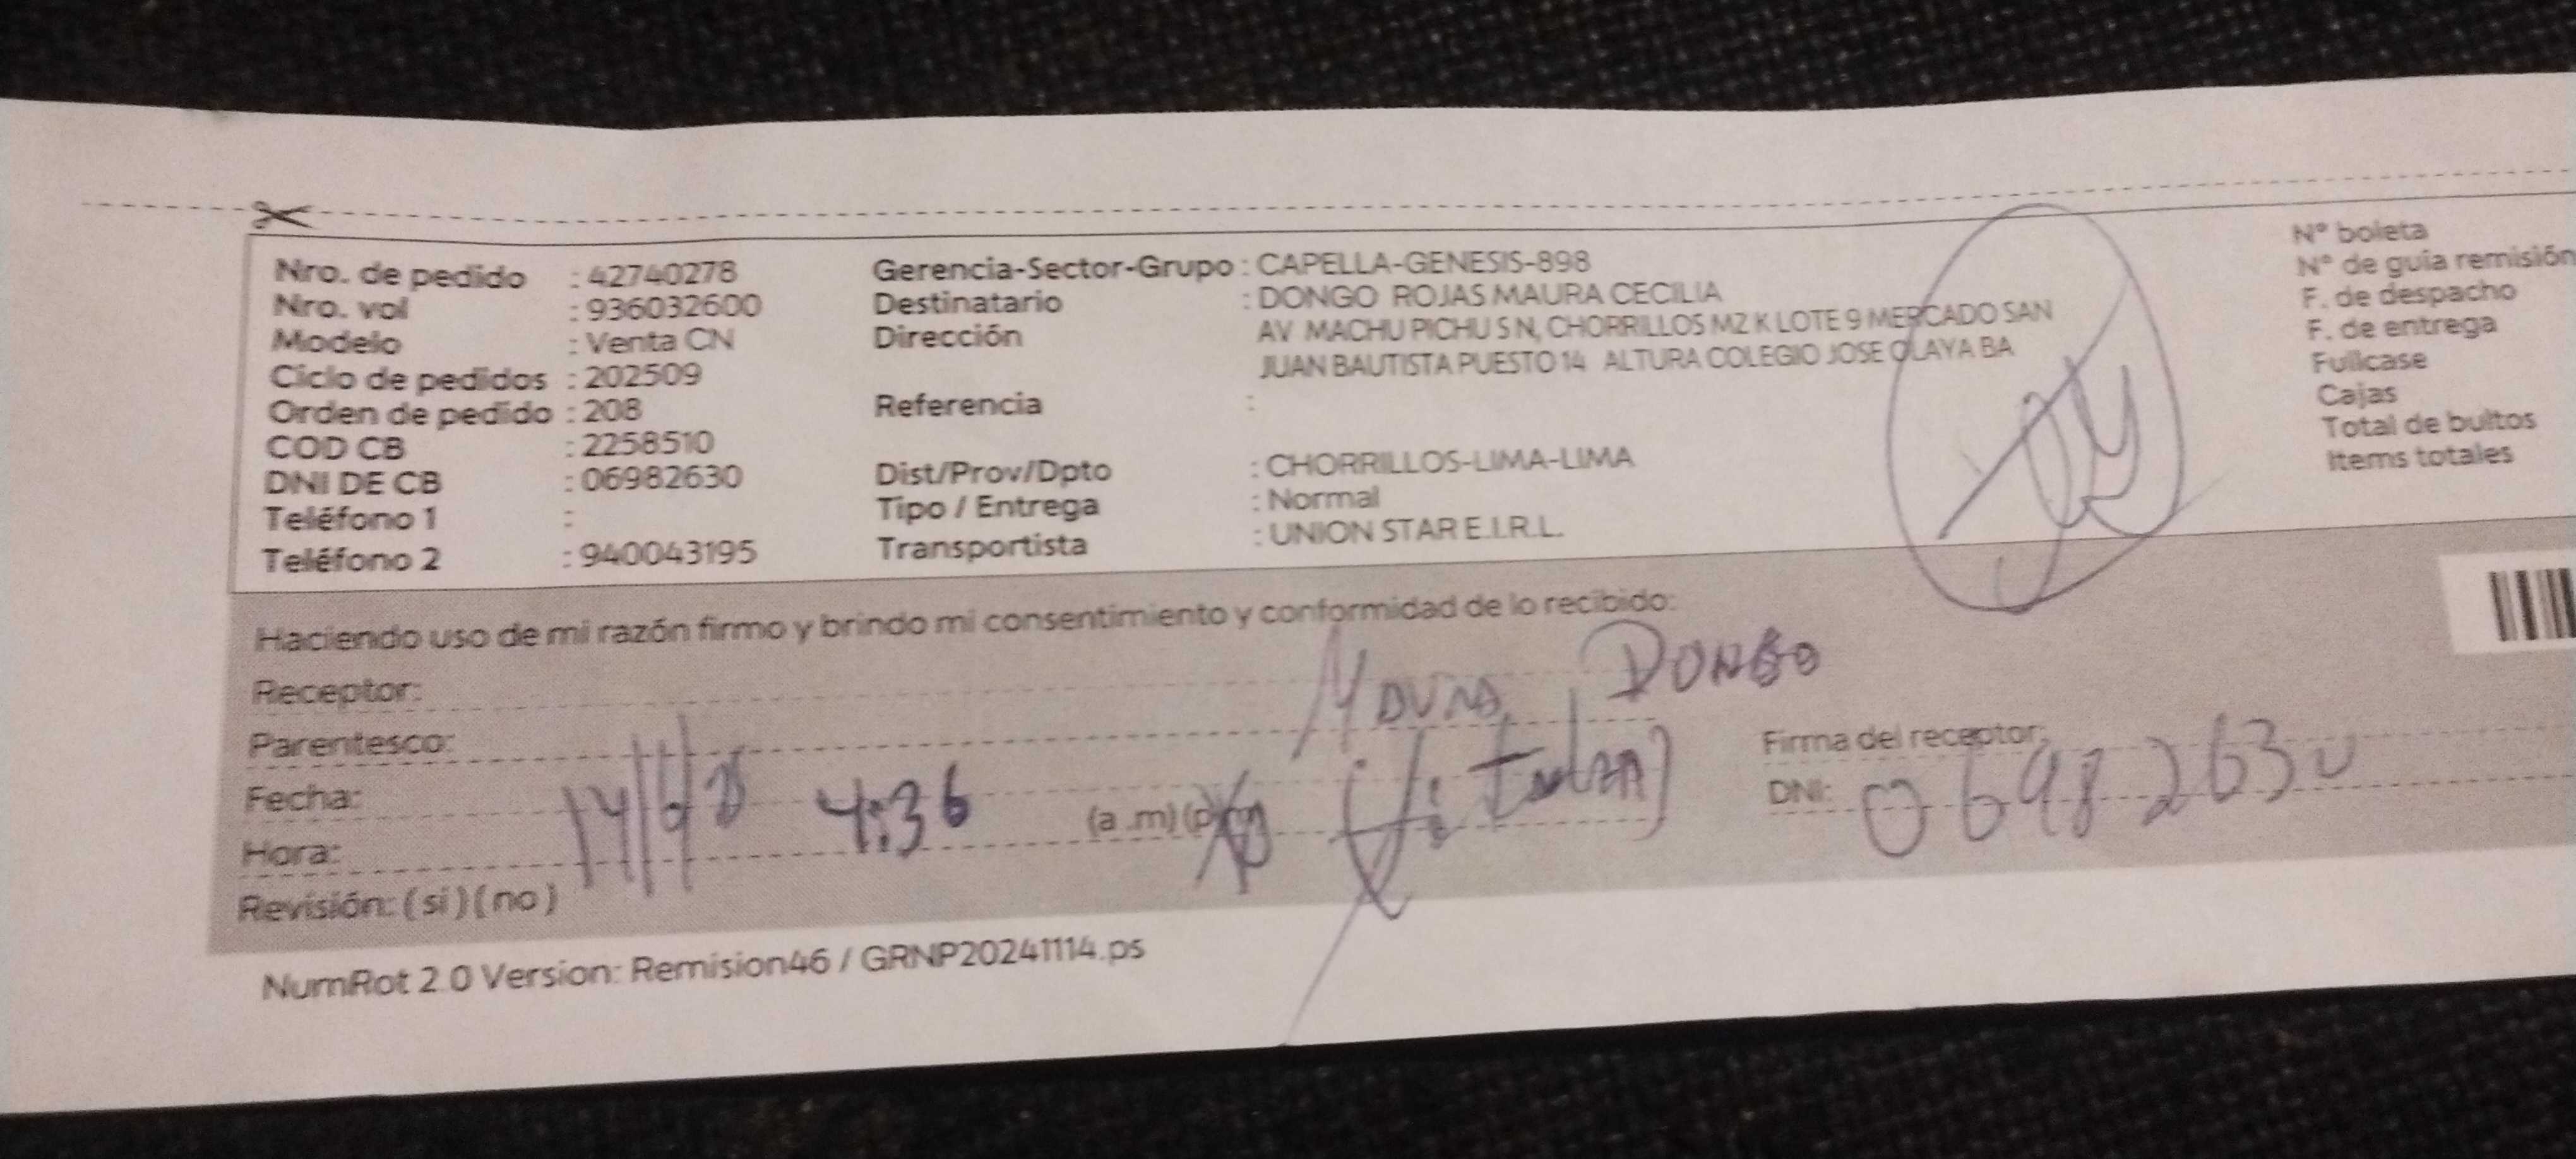 Nro. de pedido : 42740278
Nro. vol : 936032600
Modelo : Venta CN
Ciclo de pedidos : 202509
Orden de pedido : 208
COD CB : 2258510
DNI DE CB : 06982630
Teléfono 1 :
Teléfono 2 : 940043195
Gerencia-Sector-Grupo : CAPELLA-GENESIS-898
Destinatario : DONGO ROJAS MAURA CECILIA
Dirección AV MACHU PICHU S N, CHORRILLOS MZ K LOTE 9 MERCADO SAN
JUAN BAUTISTA PUESTO 14 ALTURA COLEGIO JOSE OLAYA BA
Referencia :
Dist/Prov/Dpto : CHORRILLOS-LIMA-LIMA
Tipo / Entrega : Normal
Transportista : UNION STAR E.I.R.L.
N° boleta
N° de guía remisión
F. de despacho
F. de entrega
Fullcase
Cajas
Total de bultos
Items totales
Haciendo uso de mi razón firmo y brindo mi consentimiento y conformidad de lo recibido:
Receptor: Maura Dongo
Parentesco:
Fecha: 14/6/25
Hora: 4:36 (a .m) (p
Revisión: ( si ) ( no )
Firma del receptor:
DNI: 06982630
NumRot 2.0 Version: Remision46 / GRNP20241114.ps